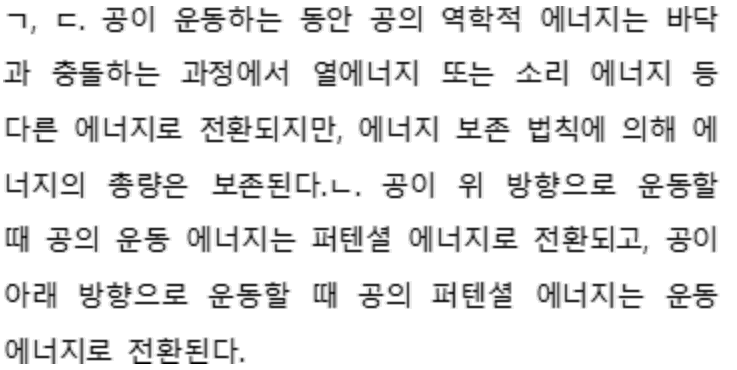 ㄱ, ㄷ. 공이 운동하는 동안 공의 역학적 에너지는 바닥
과 충돌하는 과정에서 열에너지 또는 소리 에너지 등
다른 에너지로 전환되지만, 에너지 보존 법칙에 의해 에
너지의 총량은 보존된다.ㄴ. 공이 위 방향으로 운동할
때 공의 운동 에너지는 퍼텐셜 에너지로 전환되고, 공이
아래 방향으로 운동할 때 공의 퍼텐셜 에너지는 운동
에너지로 전환된다.